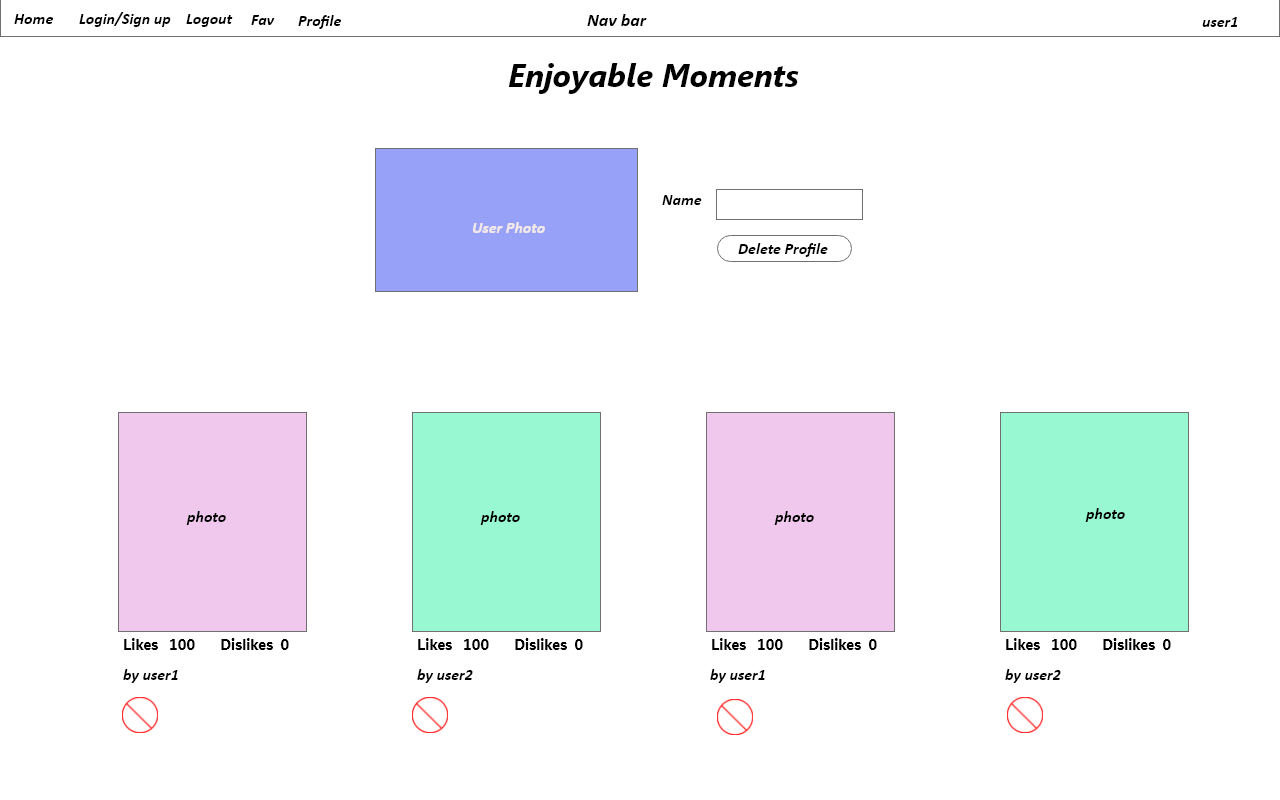 Home Login/Sign up Logout Fav Profile Nav bar user1
Enjoyable Moments
User Photo
Name
Delete Profile
photo photo photo photo
Likes 100 Dislikes 0 Likes 100 Dislikes 0 Likes 100 Dislikes 0 Likes 100 Dislikes 0
by user1 by user2 by user1 by user2